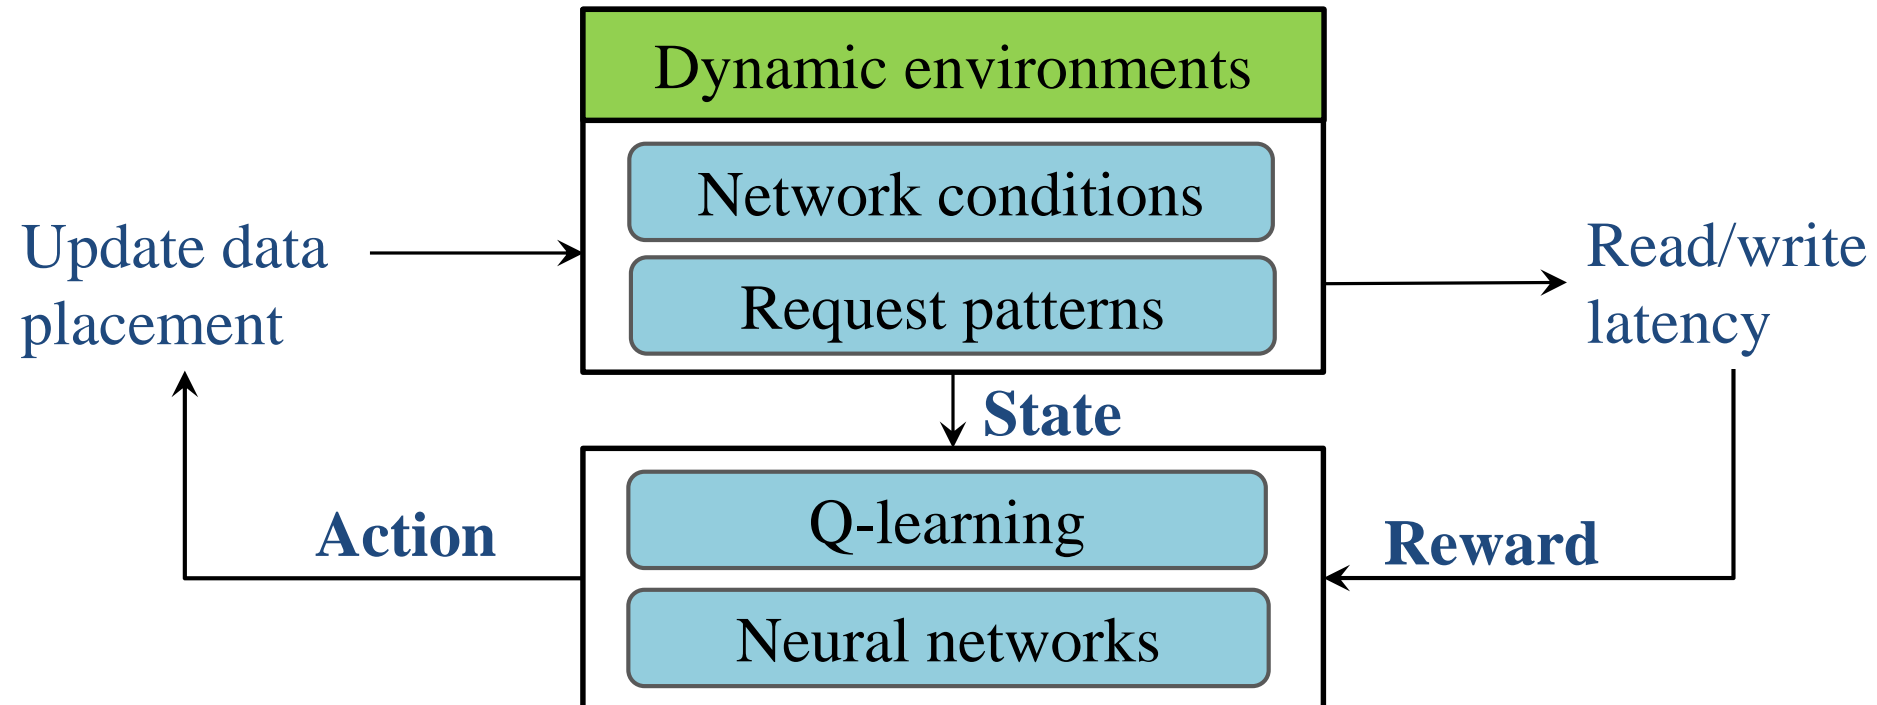 Dynamic environments
Network conditions
Request patterns
Update data
placement
Read/write
latency
State
Action
Reward
Q-learning
Neural networks